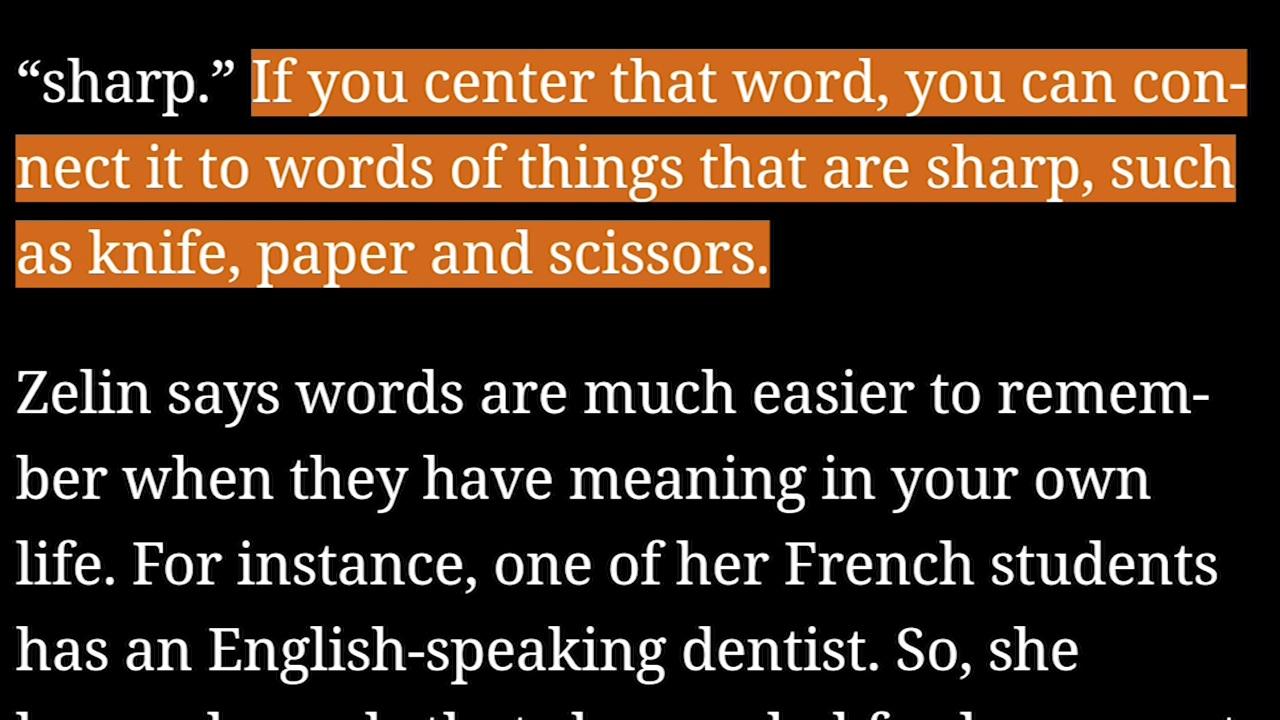 “sharp.” If you center that word, you can con-
nect it to words of things that are sharp, such
as knife, paper and scissors.
Zelin says words are much easier to remem-
ber when they have meaning in your own
life. For instance, one of her French students
has an English-speaking dentist. So, she